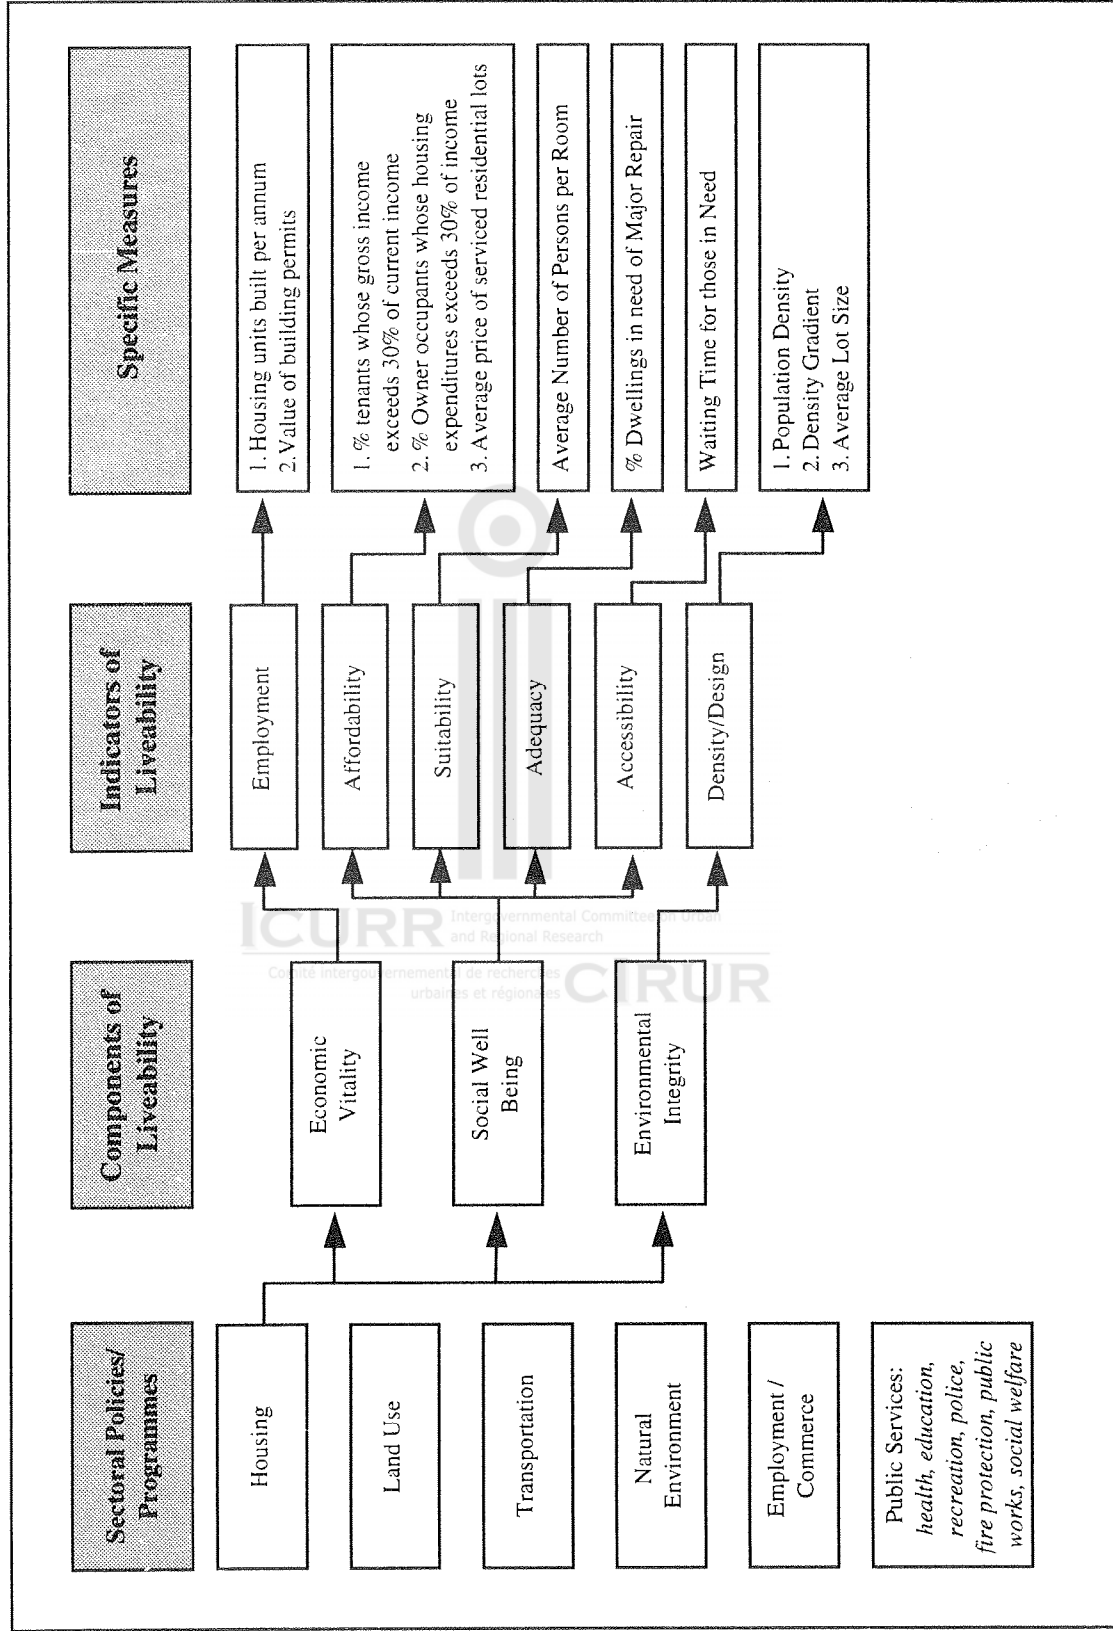 Sectoral Policies/
Programmes
Housing
Land Use
Transportation
Natural
Environment
Employment /
Commerce
Public Services:
health, education,
recreation, police,
fire protection, public
works, social welfare
Components of
Liveability
Economic
Vitality
Social Well
Being
Environmental
Integrity
Indicators of
Liveability
Employment
Affordability
Suitability
Adequacy
Accessibility
Density/Design
Specific Measures
1. Housing units built per annum
2. Value of building permits
1. % tenants whose gross income
exceeds 30% of current income
2. % Owner occupants whose housing
expenditures exceeds 30% of income
3. Average price of serviced residential lots
Average Number of Persons per Room
% Dwellings in need of Major Repair
Waiting Time for those in Need
1. Population Density
2. Density Gradient
3. Average Lot Size
ICURR
Intergovernmental Committee on Urban
and Regional Research
Comité intergouvernemental de recherches
urbaines et régionales
CIRUR